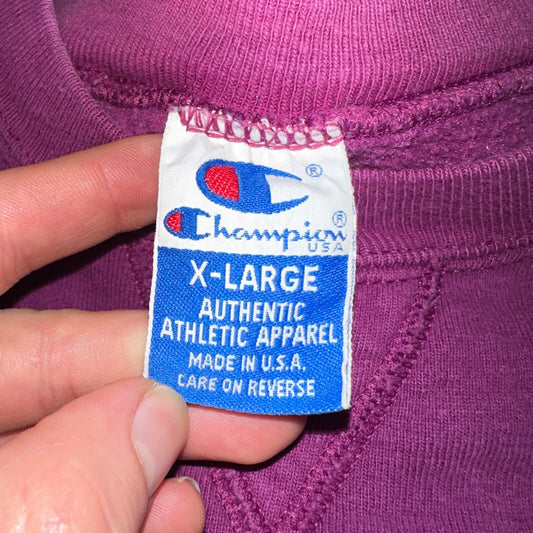 ®
Champion®
USA
X-LARGE
AUTHENTIC
ATHLETIC APPAREL
MADE IN U.S.A.
CARE ON REVERSE